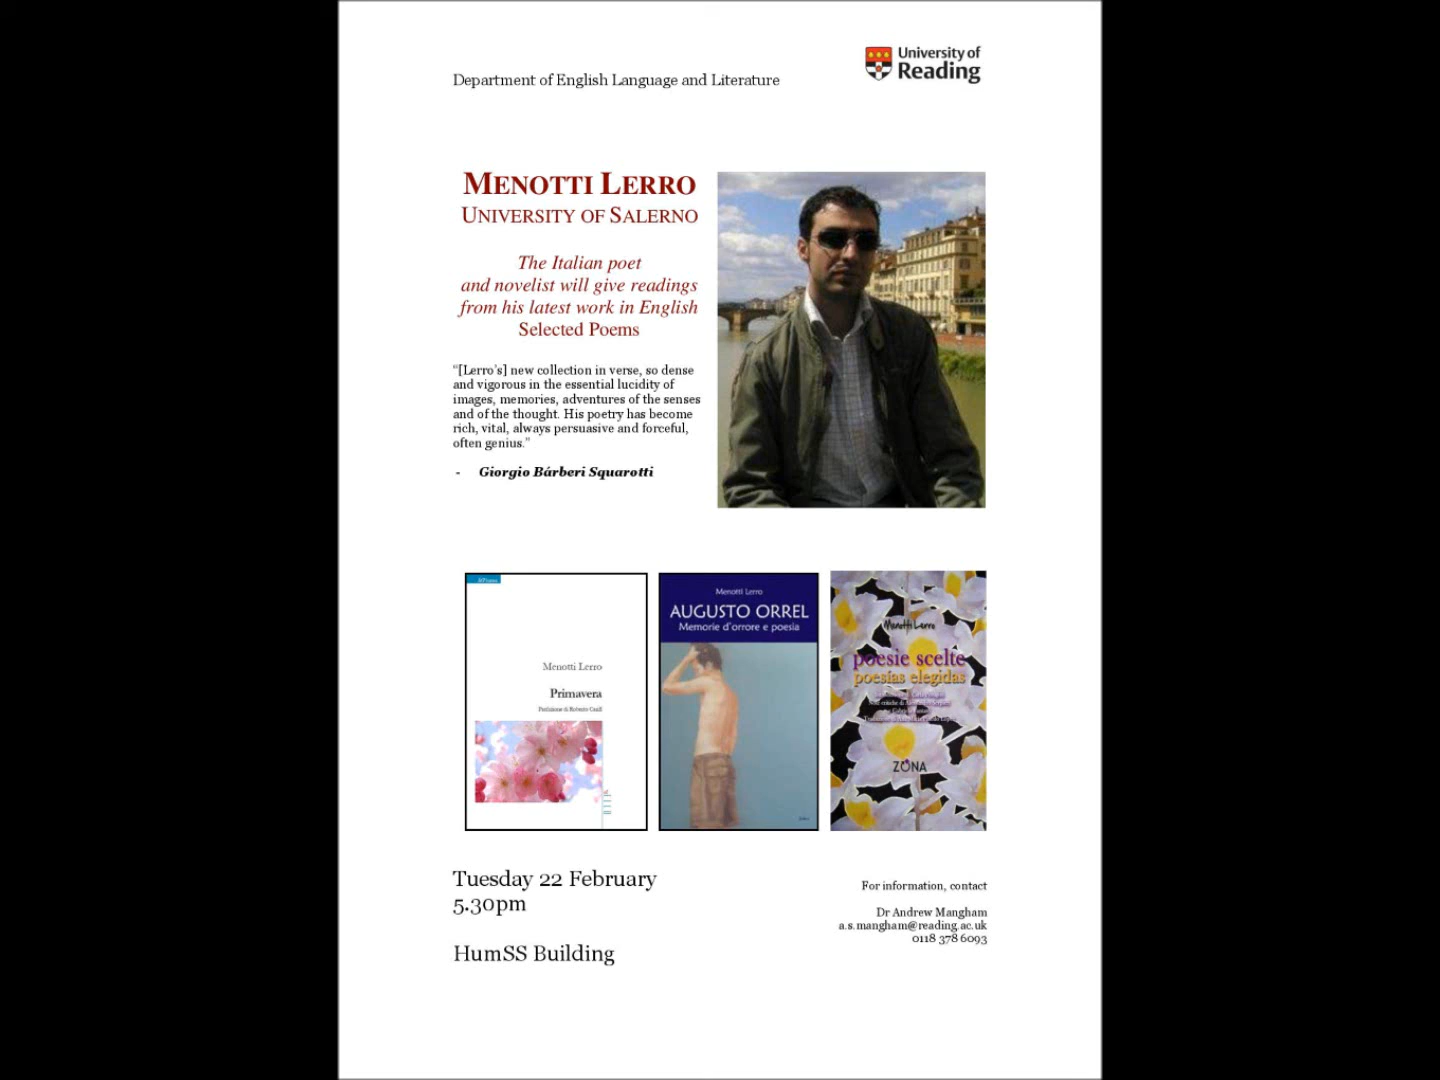 Department of English Language and Literature
University of
Reading
MENOTTI LERRO
UNIVERSITY OF SALERNO
The Italian poet
and novelist will give readings
from his latest work in English
Selected Poems
“[Lerro’s] new collection in verse, so dense
and vigorous in the essential lucidity of
images, memories, adventures of the senses
and of the thought. His poetry has become
rich, vital, always persuasive and forceful,
often genius.”
- Giorgio Bárberi Squarotti
Menotti Lerro
Primavera
Menotti Lerro
AUGUSTO ORREL
Memorie d'orrore e poesia
Menotti Lerro
poesie scelte
poesías elegidas
ZONA
Tuesday 22 February
5.30pm
HumSS Building
For information, contact
Dr Andrew Mangham
a.s.mangham@reading.ac.uk
0118 378 6093